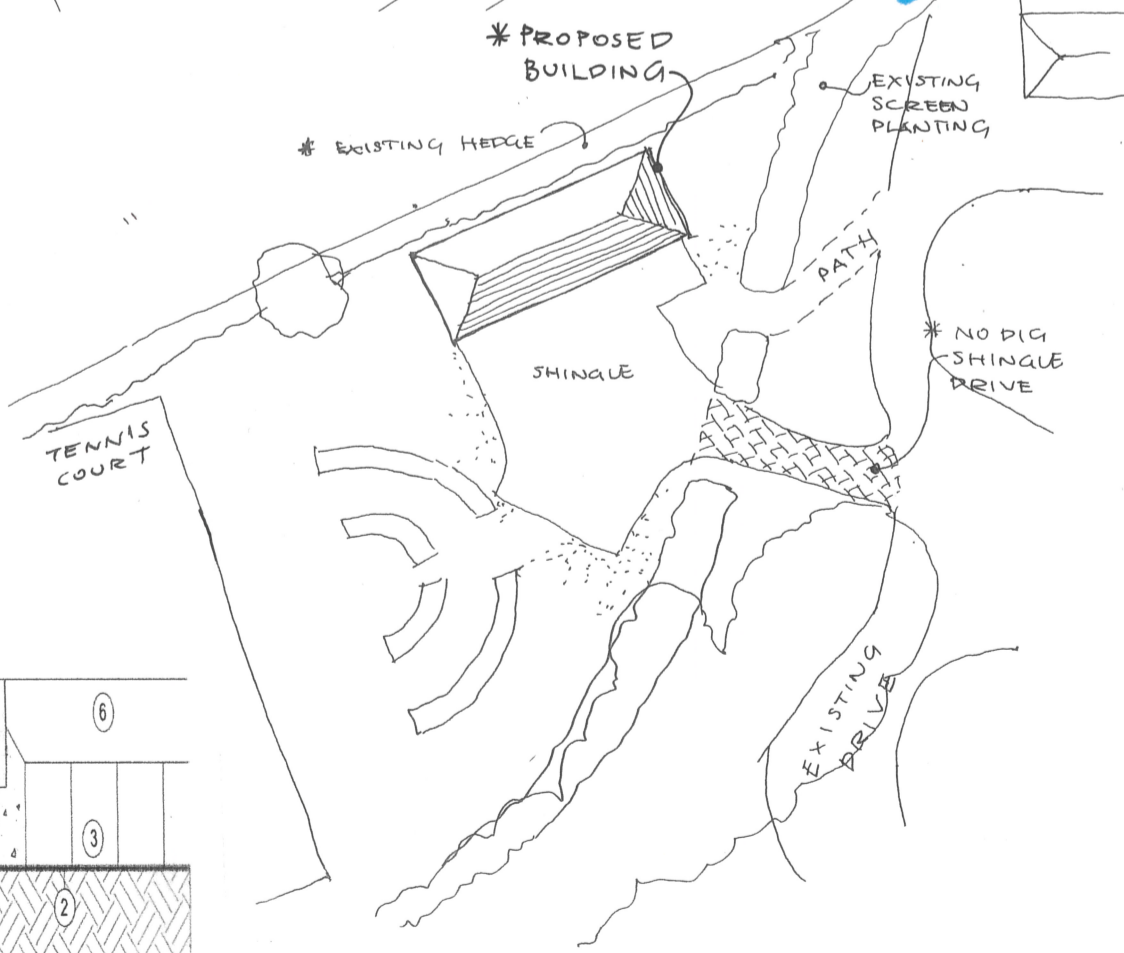 * PROPOSED
BUILDING
* EXISTING HEDGE
EXISTING
SCREEN
PLANTING
PATH
* NO DIG
SHINGLE
DRIVE
SHINGLE
TENNIS
COURT
EXISTING
DRIVE
6
3
2